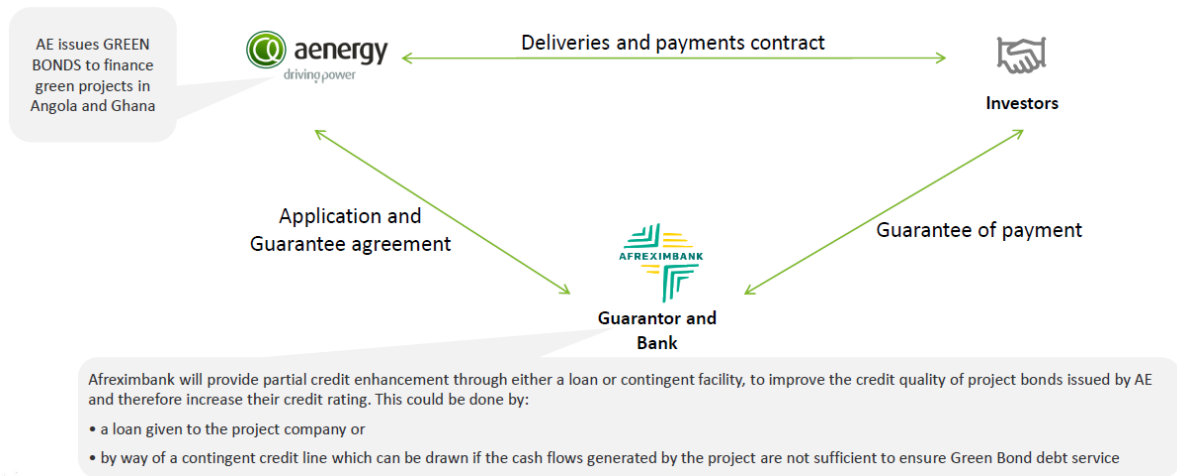 AE issues GREEN
BONDS to finance
green projects in
Angola and Ghana
aenergy
driving power
Deliveries and payments contract
Investors
Application and
Guarantee agreement
Guarantee of payment
AFREXIMBANK
Guarantor and
Bank
Afreximbank will provide partial credit enhancement through either a loan or contingent facility, to improve the credit quality of project bonds issued by AE
and therefore increase their credit rating. This could be done by:
• a loan given to the project company or
• by way of a contingent credit line which can be drawn if the cash flows generated by the project are not sufficient to ensure Green Bond debt service